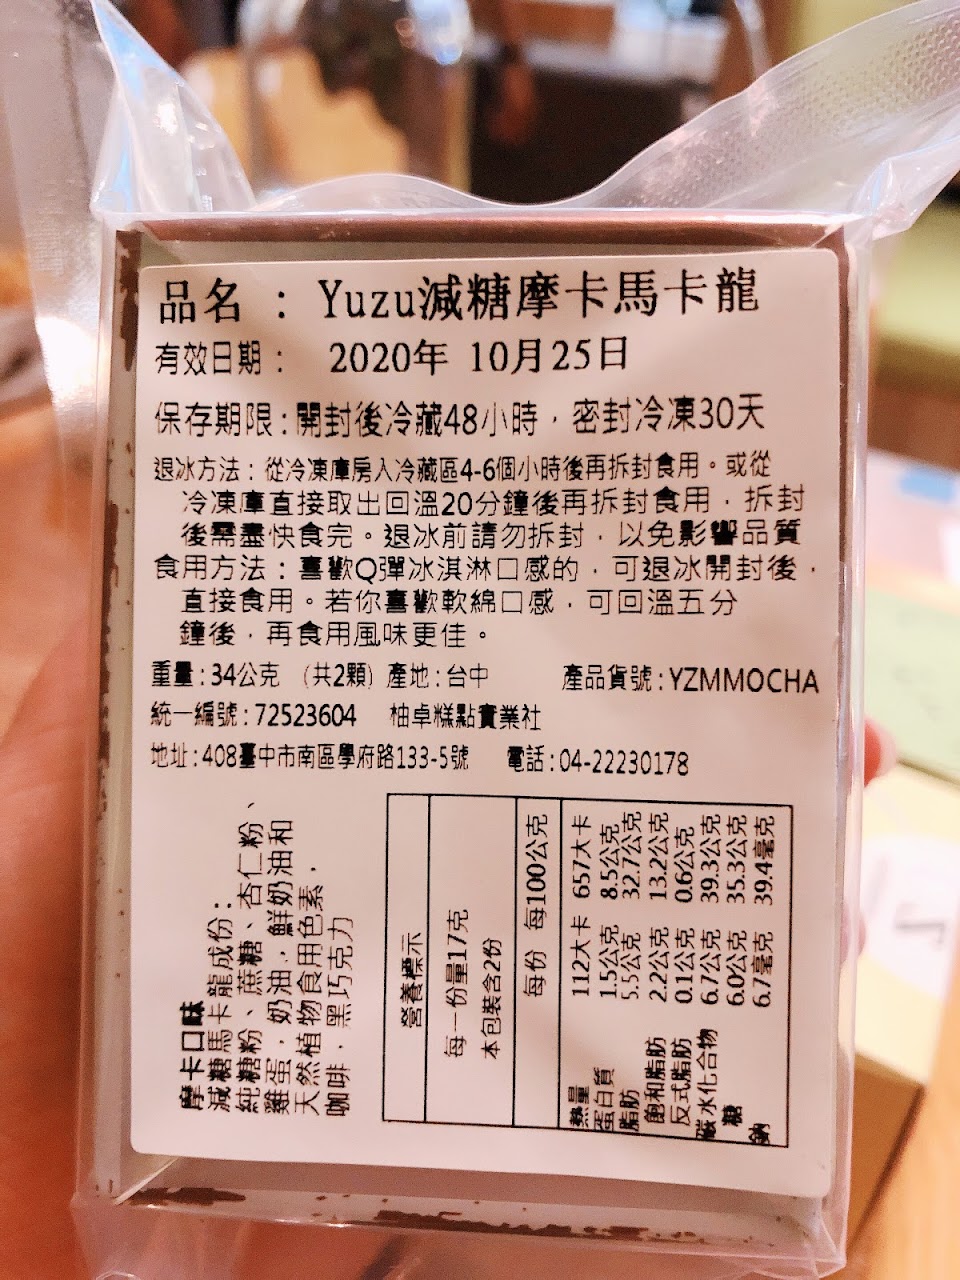 品名 : Yuzu減糖摩卡馬卡龍
有效日期: 2020年 10月25日
保存期限:開封後冷藏48小時，密封冷凍30天
退冰方法：從冷凍庫房入冷藏區4-6個小時後再拆封食用。或從
冷凍庫直接取出回溫20分鐘後再拆封食用，拆封
後需盡快食完。退冰前請勿拆封，以免影響品質
食用方法：喜歡Q彈冰淇淋口感的，可退冰開封後，
直接食用。若你喜歡軟綿口感，可回溫五分
鐘後，再食用風味更佳。
重量:34公克 (共2顆) 產地:台中 產品貨號:YZMMOCHA
統一編號:72523604 柚卓糕點實業社
地址:408臺中市南區學府路133-5號 電話:04-22230178
摩卡口味
減糖馬卡龍成份：
純糖粉、蔗糖、杏仁粉、
雞蛋，奶油，鮮奶油和
天然植物食用色素，
咖啡，黑巧克力
營養標示
每一份量17克
本包裝含2份
每份 每100公克
熱量 112大卡 657大卡
蛋白質 1.5公克 8.5公克
脂肪 5.5公克 32.7公克
飽和脂肪 2.2公克 13.2公克
反式脂肪 0.1公克 0.6公克
碳水化合物 6.7公克 39.3公克
糖 6.0公克 35.3公克
鈉 6.7毫克 39.4毫克